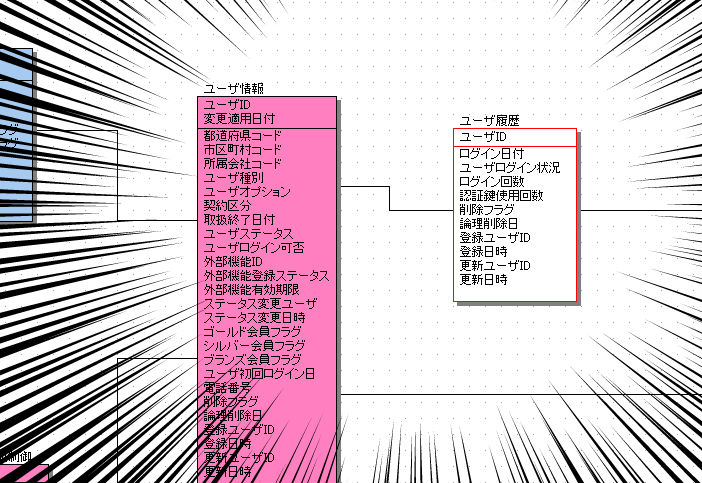 ユーザ情報
ユーザID
変更適用日付
都道府県コード
市区町村コード
所属会社コード
ユーザ種別
ユーザオプション
契約区分
取扱終了日付
ユーザステータス
ユーザログイン可否
外部機能ID
外部機能登録ステータス
外部機能有効期限
ステータス変更ユーザ
ステータス変更日時
ゴールド会員フラグ
シルバー会員フラグ
ブランズ会員フラグ
ユーザ初回ログイン日
電話番号
削除フラグ
論理削除日
登録ユーザID
登録日時
更新ユーザID
更新日時
ユーザ履歴
ユーザID
ログイン日付
ユーザログイン状況
ログイン回数
認証鍵使用回数
削除フラグ
論理削除日
登録ユーザID
登録日時
更新ユーザID
更新日時
制御